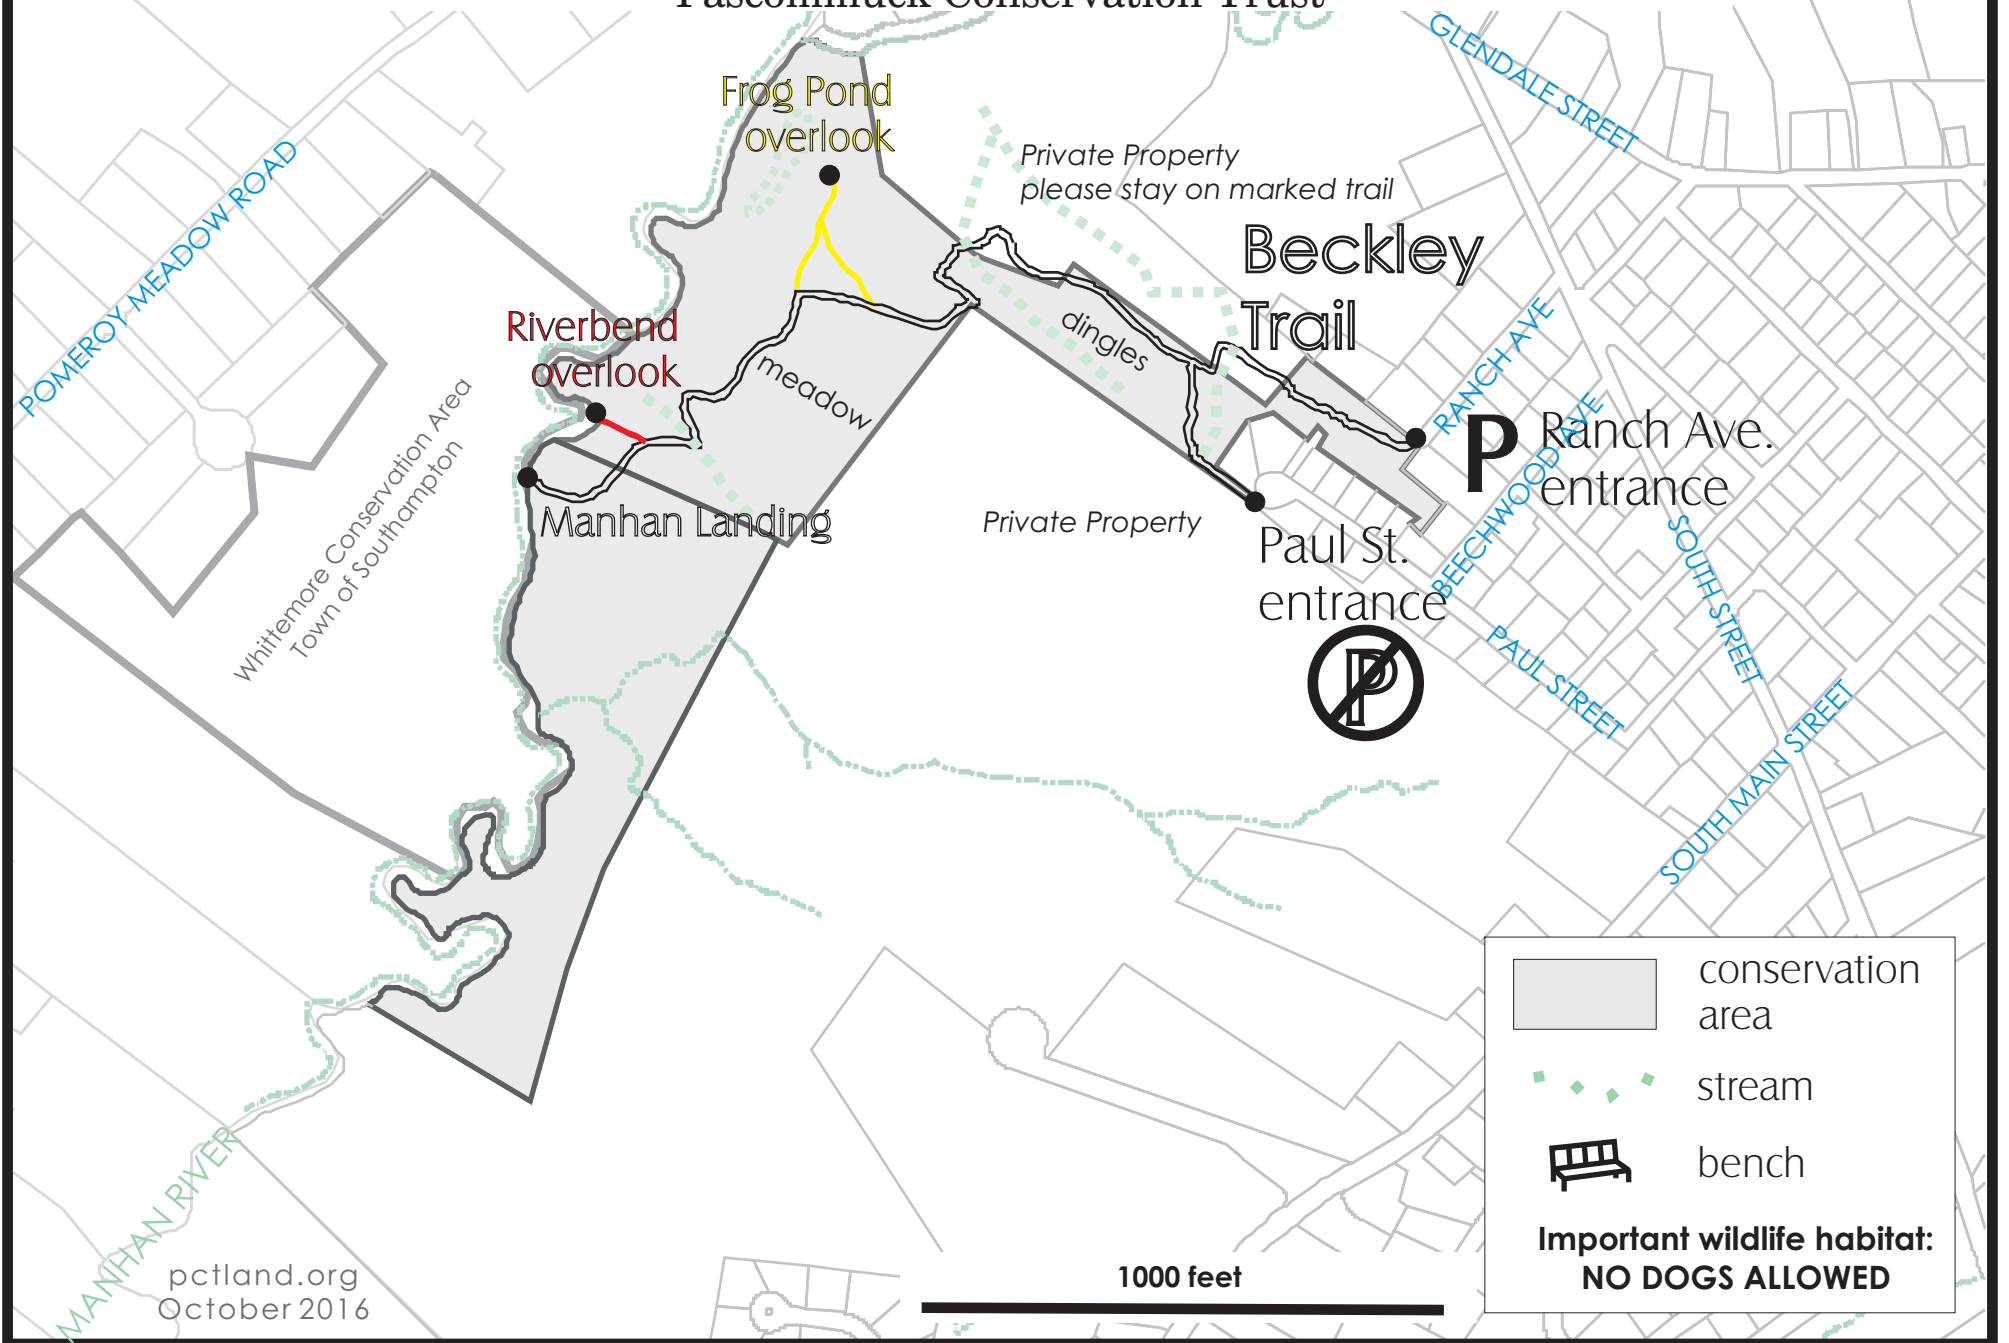 Pascommuck Conservation Trust
GLENDALE STREET
Frog Pond
overlook
Private Property
please stay on marked trail
POMEROY MEADOW ROAD
Beckley
Trail
Riverbend
overlook
dingles
meadow
RANCH AVE
Ranch Ave.
entrance
P
BEECHWOOD AVE
Whittemore Conservation Area
Town of Southampton
Manhan Landing
Private Property
Paul St.
entrance
P
SOUTH STREET
PAUL STREET
SOUTH MAIN STREET
conservation
area
stream
bench
Important wildlife habitat:
NO DOGS ALLOWED
MANHAN RIVER
pctland.org
October 2016
1000 feet